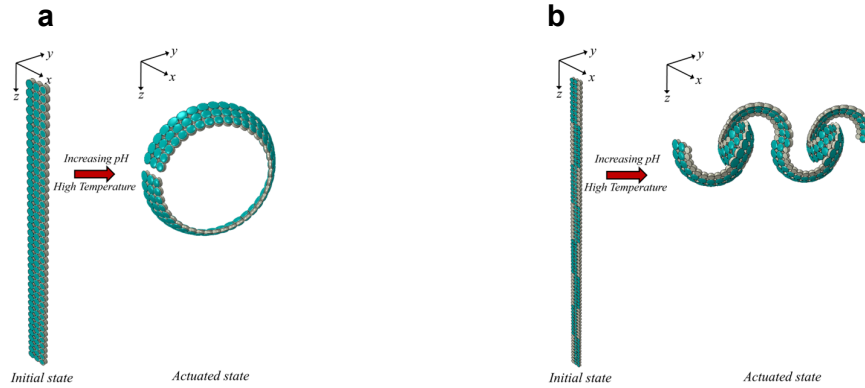 a
y
x
z
y
x
z
Increasing pH
High Temperature
Initial state
Actuated state
b
y
x
z
y
x
z
Increasing pH
High Temperature
Initial state
Actuated state